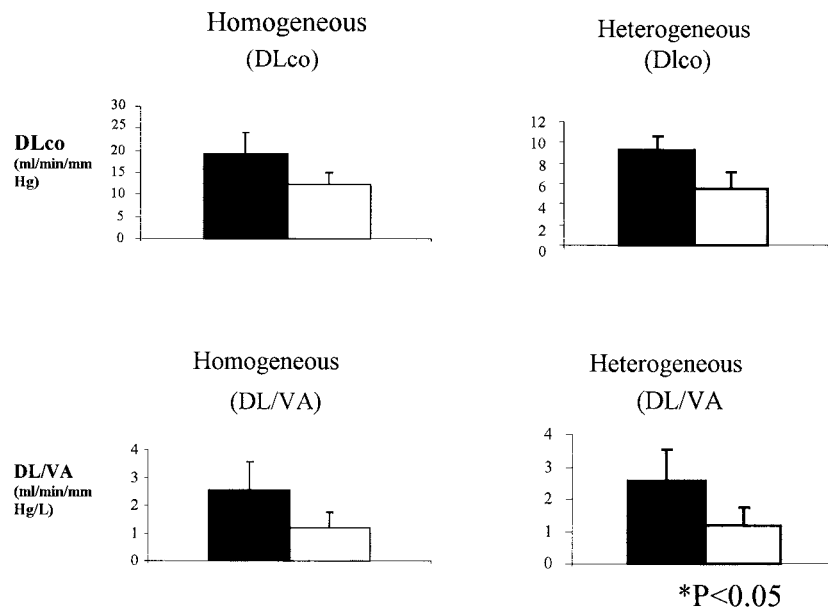 Homogeneous
(DLco)
Heterogeneous
(Dlco)
DLco
(ml/min/mm
Hg)
30
25
20
15
10
5
0
12
10
8
6
4
2
0
Homogeneous
(DL/VA)
Heterogeneous
(DL/VA
DL/VA
(ml/min/mm
Hg/L)
4
3
2
1
0
4
3
2
1
0
*P<0.05